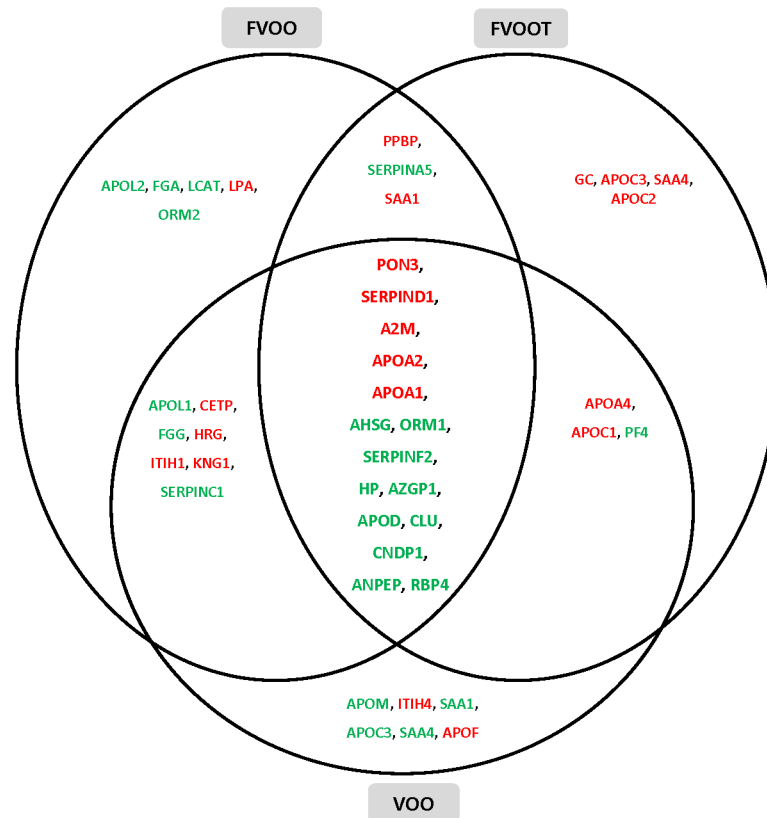 FVOO
FVOOT
APOL2, FGA, LCAT, LPA,
ORM2
PPBP,
SERPINA5,
SAA1
GC, APOC3, SAA4,
APOC2
PON3,
SERPIND1,
A2M,
APOA2,
APOA1,
AHSG, ORM1,
SERPINF2,
HP, AZGP1,
APOD, CLU,
CNDP1,
ANPEP, RBP4
APOL1, CETP,
FGG, HRG,
ITIH1, KNG1,
SERPINC1
APOA4,
APOC1, PF4
APOM, ITIH4, SAA1,
APOC3, SAA4, APOF
VOO